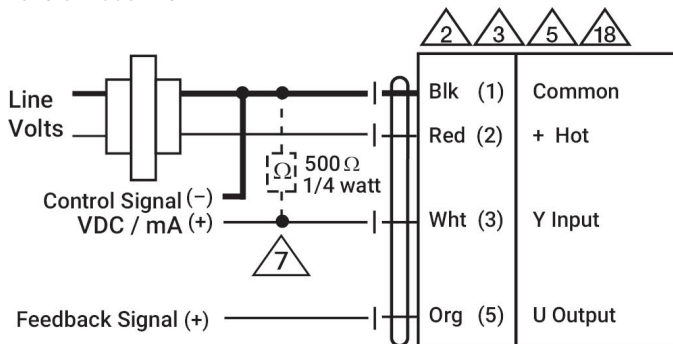 2 3 5 18
Line Volts
Blk (1) Common
Red (2) + Hot
Ω 500 Ω
1/4 watt
Control Signal (−)
VDC / mA (+)
Wht (3) Y Input
7
Feedback Signal (+)
Org (5) U Output